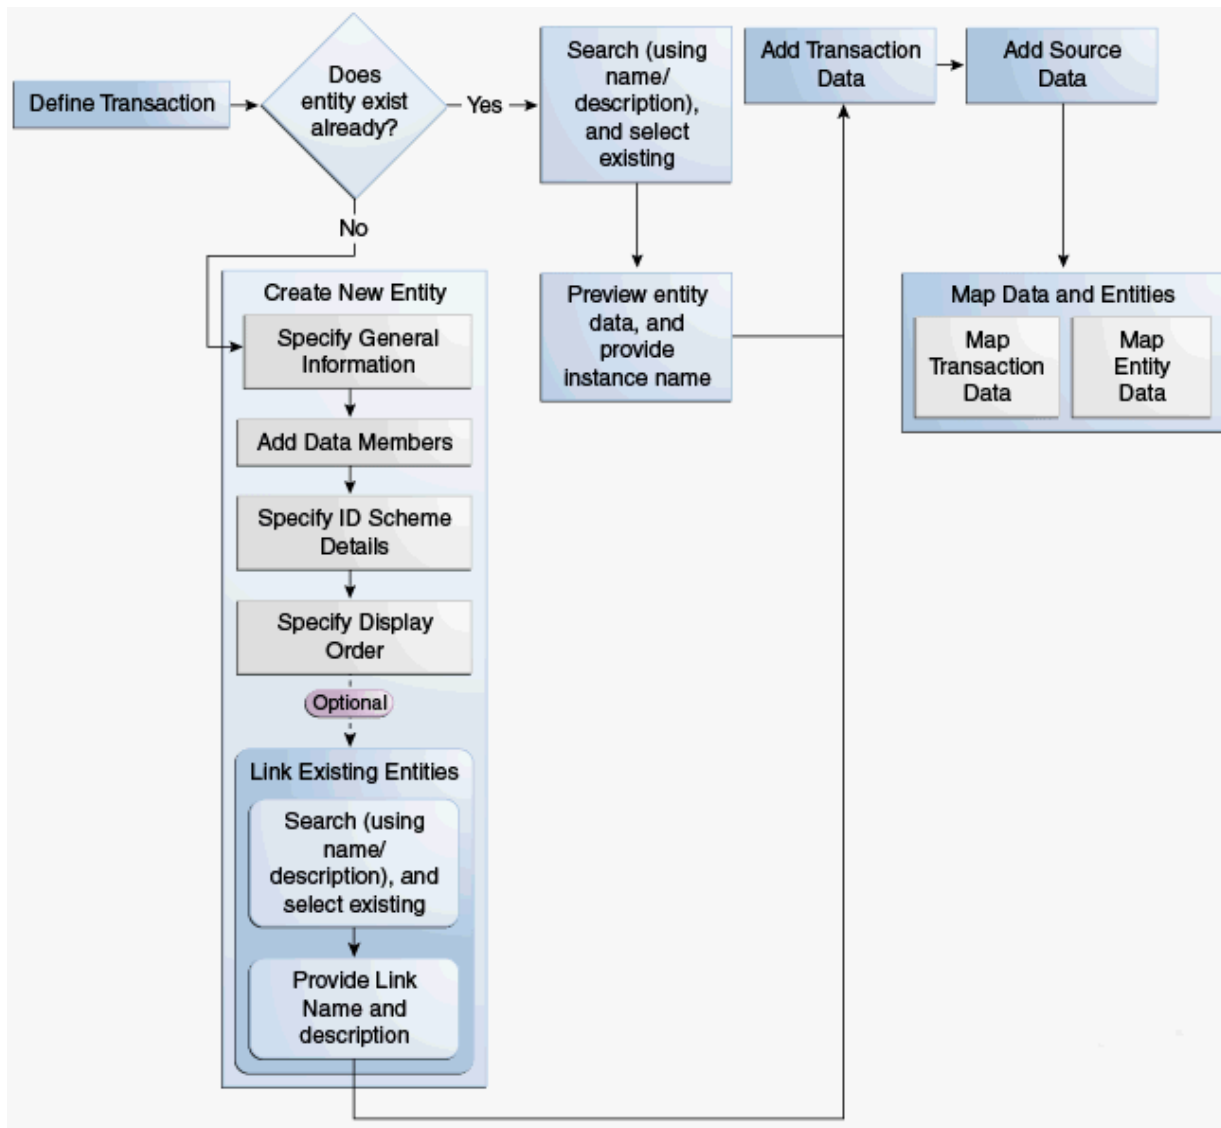 Define Transaction
Does
entity exist
already?
Yes
No
Search (using
name/
description),
and select
existing
Preview entity
data, and
provide
instance name
Add Transaction
Data
Add Source
Data
Map Data and Entities
Map
Transaction
Data
Map
Entity
Data
Create New Entity
Specify General
Information
Add Data Members
Specify ID Scheme
Details
Specify Display
Order
Optional
Link Existing Entities
Search (using
name/
description), and
select existing
Provide Link
Name and
description